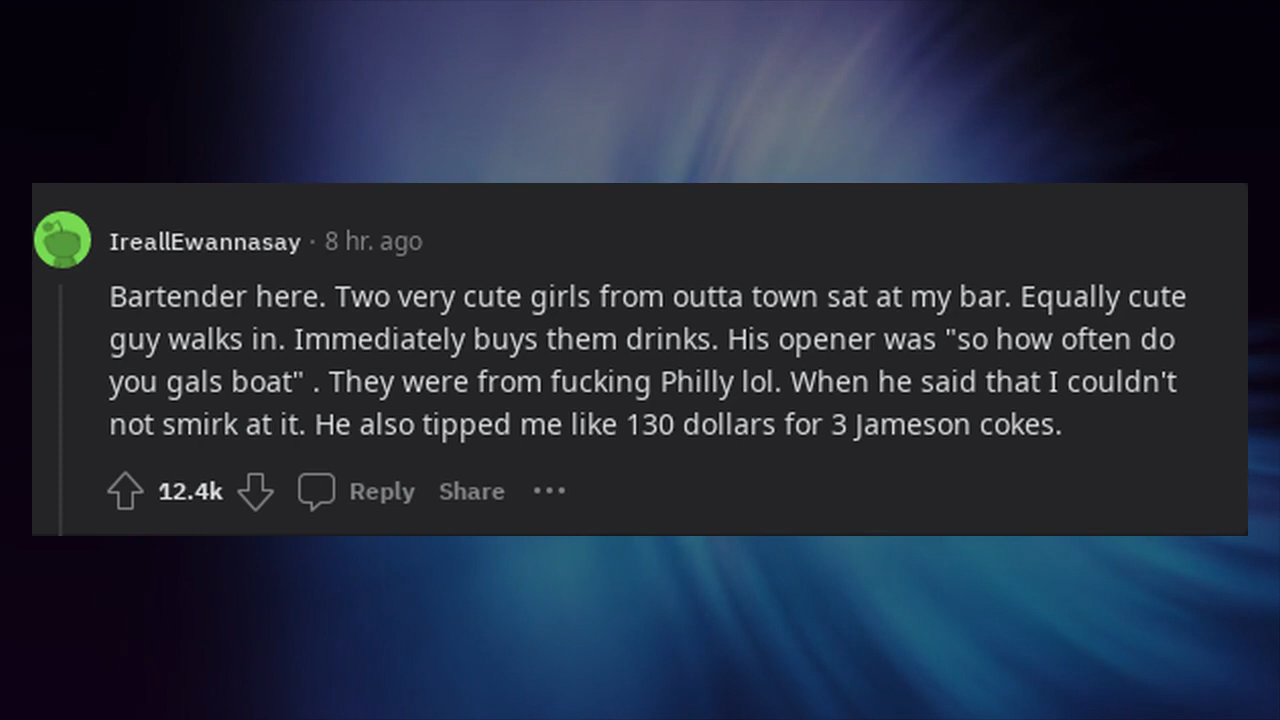 IreallEwannasay · 8 hr. ago
Bartender here. Two very cute girls from outta town sat at my bar. Equally cute
guy walks in. Immediately buys them drinks. His opener was "so how often do
you gals boat" . They were from fucking Philly lol. When he said that I couldn't
not smirk at it. He also tipped me like 130 dollars for 3 Jameson cokes.
12.4k Reply Share •••